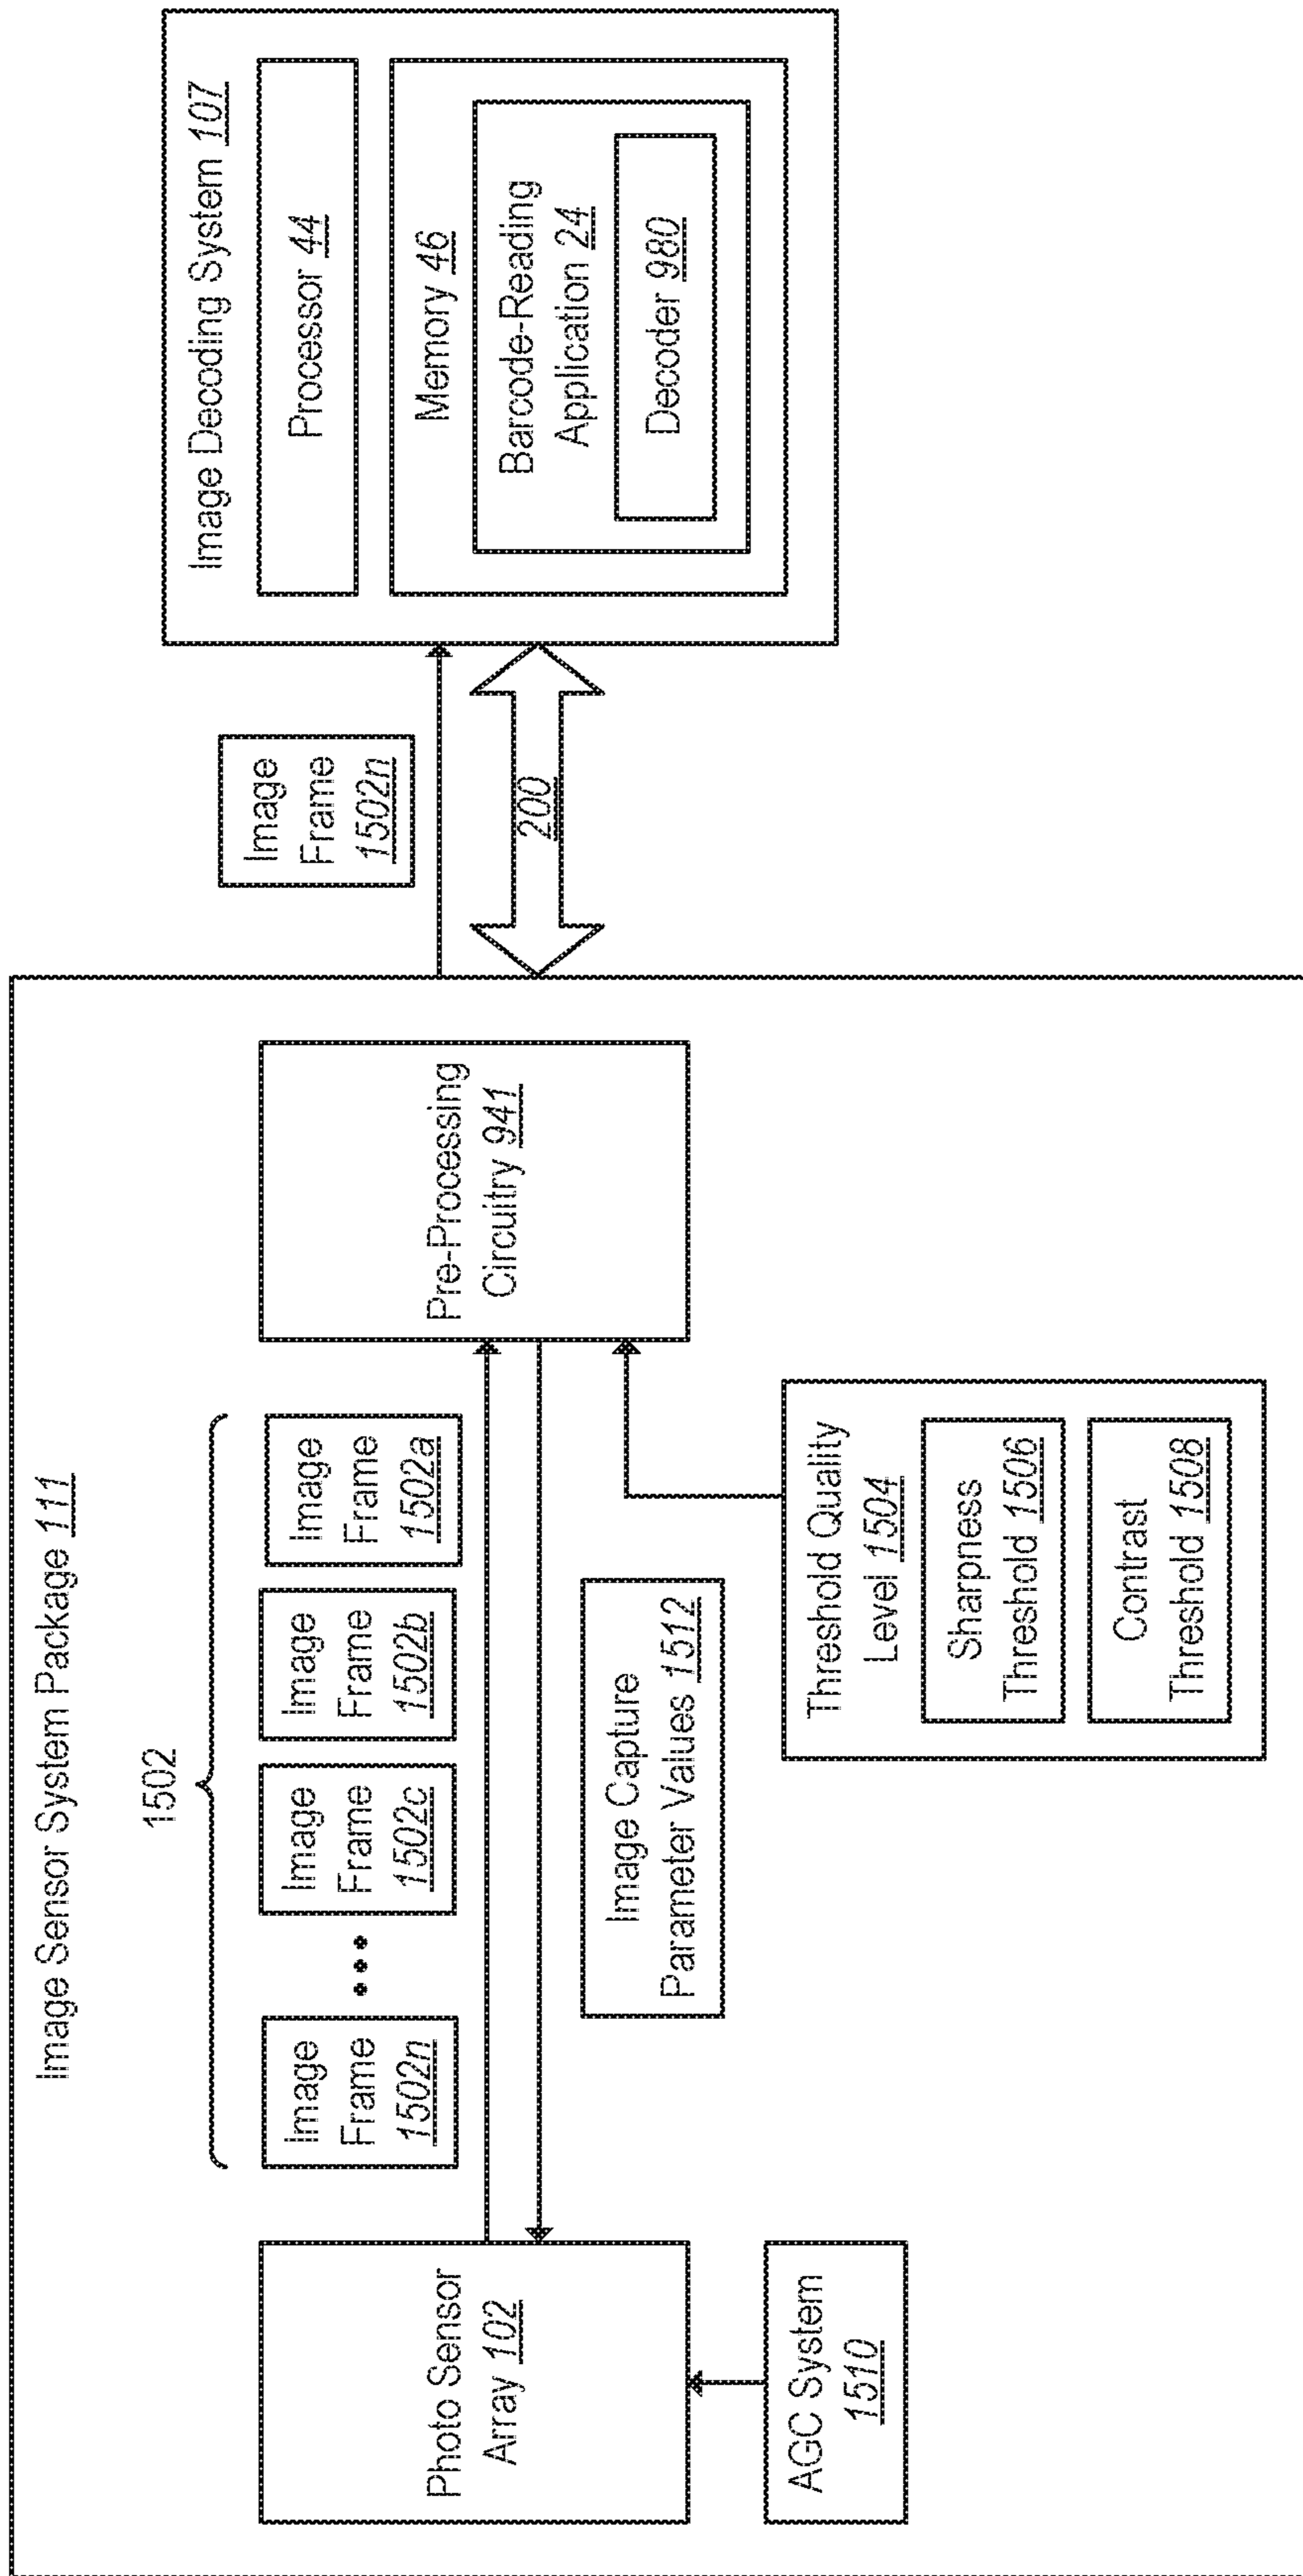 Image Sensor System Package 111
1502
Image
Frame
1502n
Image
Frame
1502c
Image
Frame
1502b
Image
Frame
1502a
Photo Sensor
Array 102
Pre-Processing
Circuitry 941
Image Capture
Parameter Values 1512
AGC System
1510
Threshold Quality
Level 1504
Sharpness
Threshold 1506
Contrast
Threshold 1508
Image
Frame
1502n
200
Image Decoding System 107
Processor 44
Memory 46
Barcode-Reading
Application 24
Decoder 980